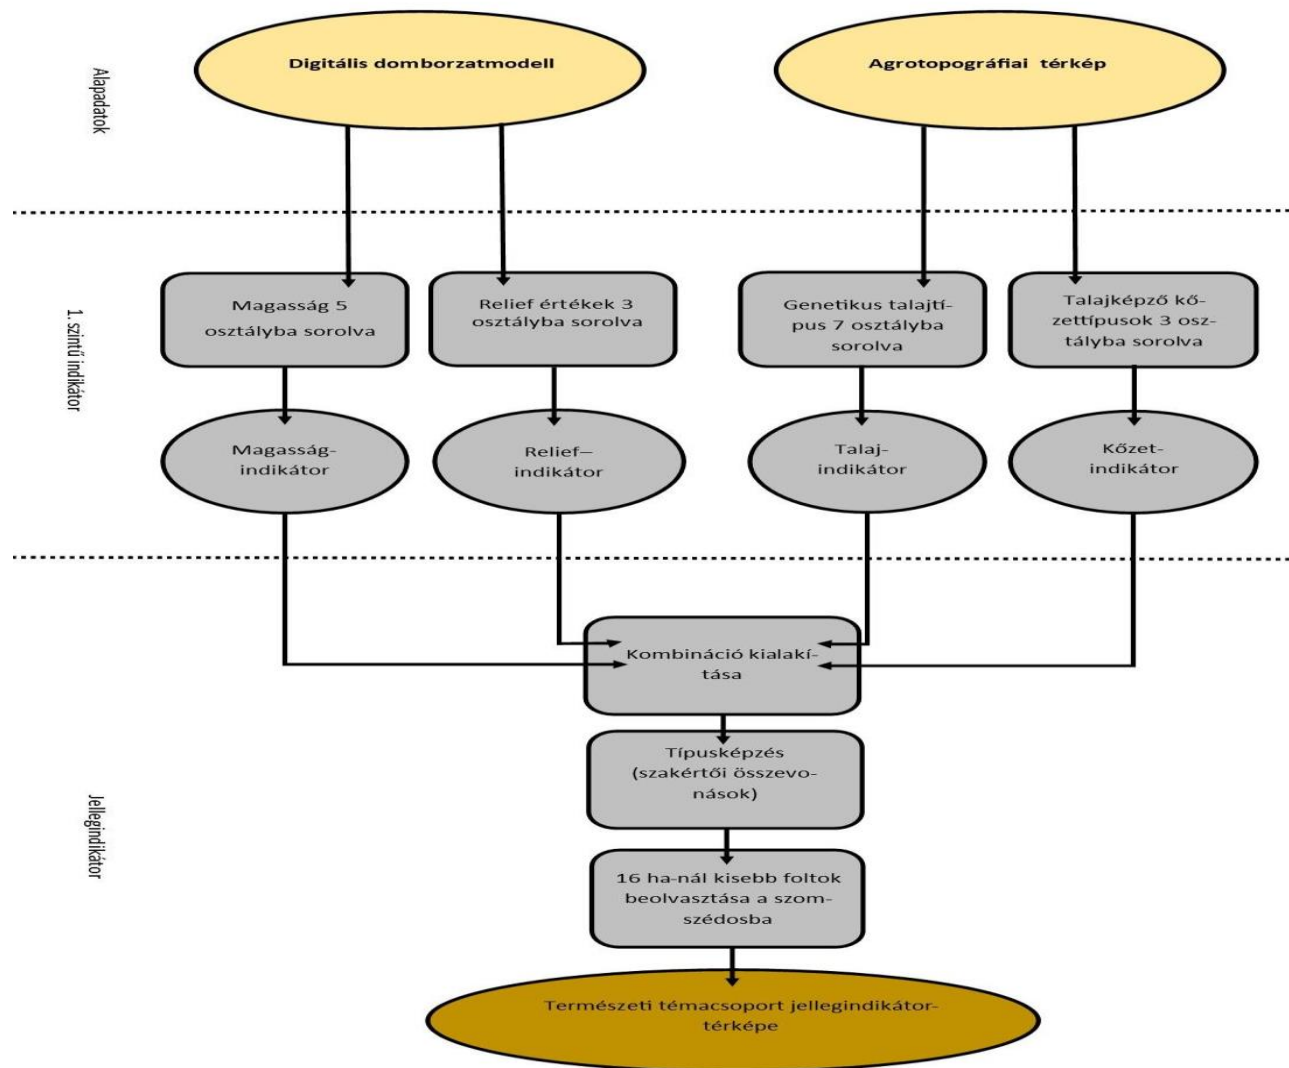 Digitális domborzatmodell
Agrotopográfiai térkép
Alapadatok
1. szintű indikátor
Magasság 5
osztályba sorolva
Relief értékek 3
osztályba sorolva
Genetikus talajtí-
pus 7 osztályba
sorolva
Talajképző kő-
zettípusok 3 osz-
tályba sorolva
Magasság-
indikátor
Relief—
indikátor
Talaj-
indikátor
Kőzet-
indikátor
Jellegindikátor
Kombináció kialakí-
tása
Típusképzés
(szakértői összevo-
nások)
16 ha-nál kisebb foltok
beolvasztása a szom-
szédosba
Természeti témacsoport jellegindikátor-
térképe